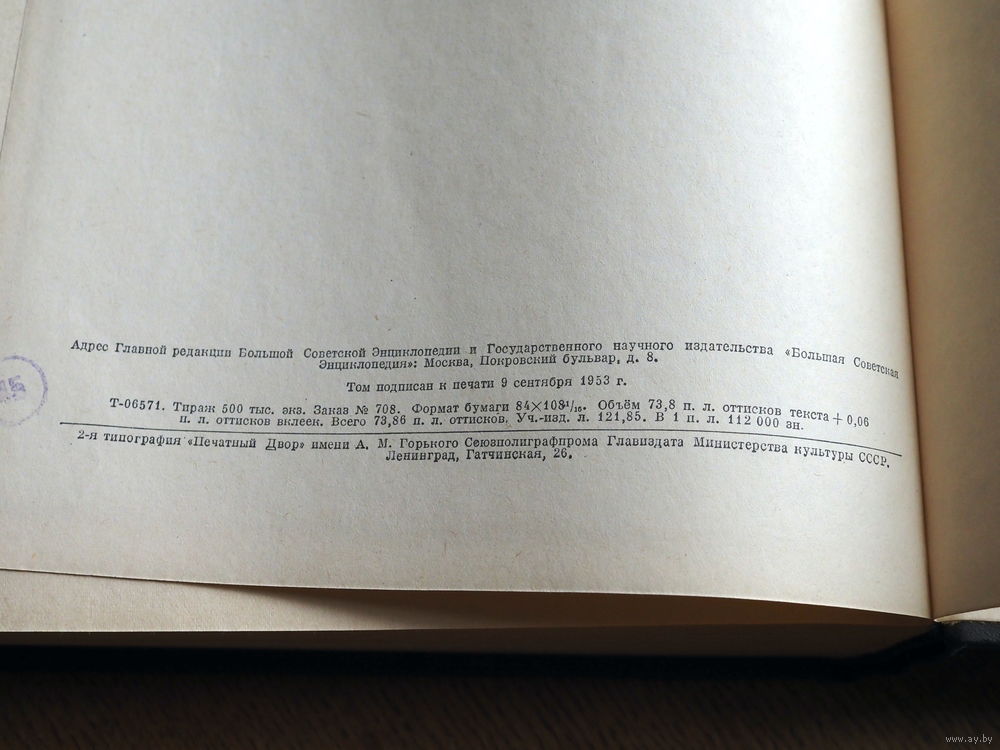 Адрес Главной редакции Большой Советской Энциклопедии и Государственного научного издательства «Большая Советская
Энциклопедия»: Москва, Покровский бульвар, д. 8.
Том подписан к печати 9 сентября 1953 г.
Т-06571. Тираж 500 тыс. экз. Заказ № 708. Формат бумаги 84×108¹/₁₆. Объём 73,8 п. л. оттисков текста + 0,06
п. л. оттисков вклеек. Всего 73,86 п. л. оттисков. Уч.-изд. л. 121,85. В 1 п. л. 112 000 зн.
2-я типография «Печатный Двор» имени А. М. Горького Союзполиграфпрома Главиздата Министерства культуры СССР.
Ленинград, Гатчинская, 26.
www.ay.by